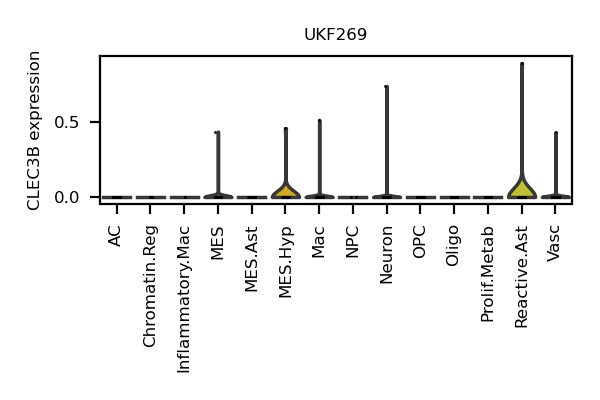 UKF269
CLEC3B expression
0.5
0.0
AC
Chromatin.Reg
Inflammatory.Mac
MES
MES.Ast
MES.Hyp
Mac
NPC
Neuron
OPC
Oligo
Prolif.Metab
Reactive.Ast
Vasc